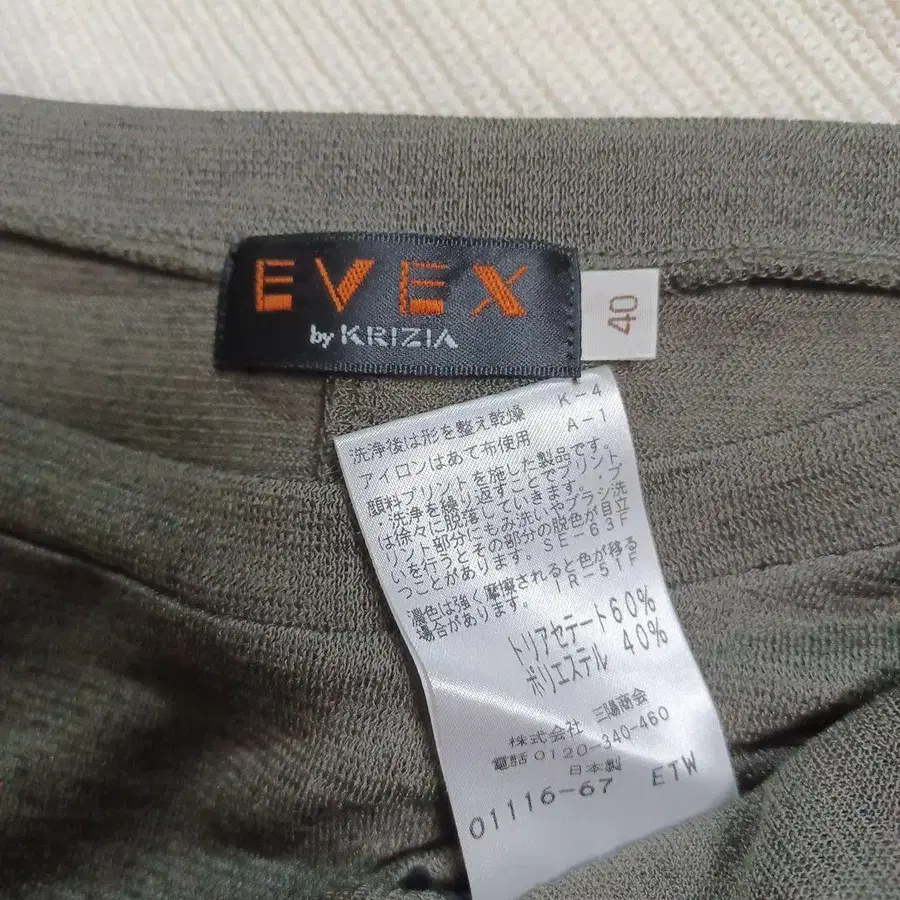 EVEX
by KRIZIA
40
洗浄後は形を整え乾燥 K-4
アイロンはあて布使用 A-1
顔料プリントを施した製品です。
・洗浄を繰り返すことでプリント
は徐々に脱落していきます。・プ
リント部分にもみ洗いやブラシ洗
いを行うとその部分の脱色が目立
つことがあります。 SE-63F
濃色は強く摩擦されると色が移る
場合があります。 IR-51F
トリアセテート60%
ポリエステル 40%
株式会社 三陽商会
電話0120-340-460
日本製
01116-67 ETW